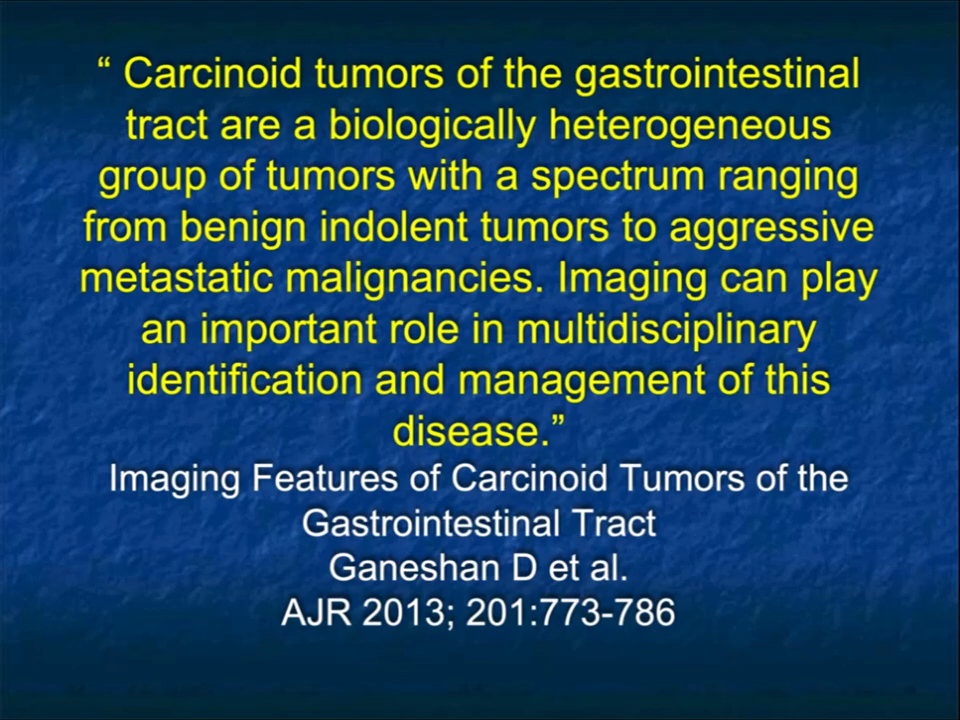 “ Carcinoid tumors of the gastrointestinal
tract are a biologically heterogeneous
group of tumors with a spectrum ranging
from benign indolent tumors to aggressive
metastatic malignancies. Imaging can play
an important role in multidisciplinary
identification and management of this
disease.”
Imaging Features of Carcinoid Tumors of the
Gastrointestinal Tract
Ganeshan D et al.
AJR 2013; 201:773-786